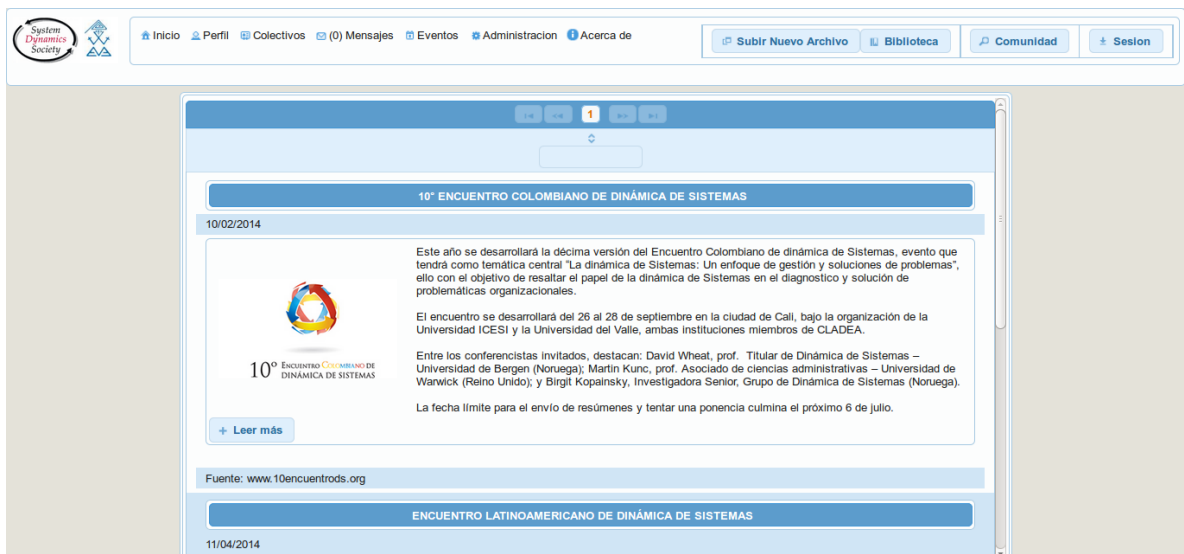 System
Dynamics
Society
Inicio Perfil Colectivos (0) Mensajes Eventos Administracion Acerca de
Subir Nuevo Archivo Biblioteca Comunidad Sesion
1
10° ENCUENTRO COLOMBIANO DE DINÁMICA DE SISTEMAS
10/02/2014
Este año se desarrollará la décima versión del Encuentro Colombiano de dinámica de Sistemas, evento que
tendrá como temática central "La dinámica de Sistemas: Un enfoque de gestión y soluciones de problemas",
ello con el objetivo de resaltar el papel de la dinámica de Sistemas en el diagnostico y solución de
problemáticas organizacionales.
El encuentro se desarrollará del 26 al 28 de septiembre en la ciudad de Cali, bajo la organización de la
Universidad ICESI y la Universidad del Valle, ambas instituciones miembros de CLADEA.
Entre los conferencistas invitados, destacan: David Wheat, prof. Titular de Dinámica de Sistemas –
Universidad de Bergen (Noruega); Martin Kunc, prof. Asociado de ciencias administrativas – Universidad de
Warwick (Reino Unido); y Birgit Kopainsky, Investigadora Senior, Grupo de Dinámica de Sistemas (Noruega).
La fecha límite para el envío de resúmenes y tentar una ponencia culmina el próximo 6 de julio.
10° ENCUENTRO COLOMBIANO DE
DINÁMICA DE SISTEMAS
Leer más
Fuente: www.10encuentrods.org
ENCUENTRO LATINOAMERICANO DE DINÁMICA DE SISTEMAS
11/04/2014